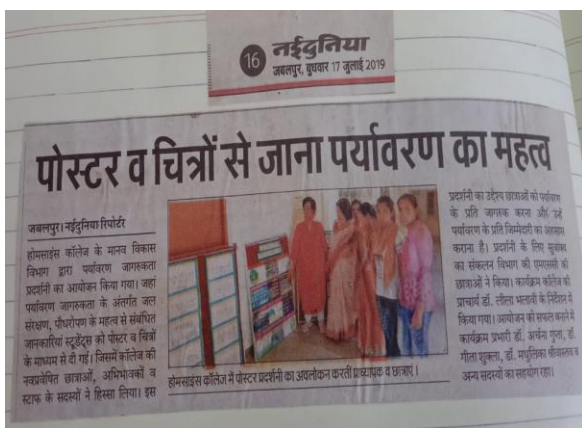 16
नईदुनिया
जबलपुर, बुधवार 17 जुलाई 2019
पोस्टर व चित्रों से जाना पर्यावरण का महत्व
जबलपुर। नईदुनिया रिपोर्टर
होमसाइंस कॉलेज के मानव विकास
विभाग द्वारा पर्यावरण जागरुकता
प्रदर्शनी का आयोजन किया गया। जहां
पर्यावरण जागरुकता के अंतर्गत जल
संरक्षण, पौधरोपण के महत्व से संबंधित
जानकारियां स्टूडेंट्स को पोस्टर व चित्रों
के माध्यम से दी गईं। जिसमें कॉलेज की
नवप्रवेशित छात्राओं, अभिभावकों व
स्टाफ के सदस्यों ने हिस्सा लिया। इस
होमसाइंस कॉलेज में पोस्टर प्रदर्शनी का अवलोकन करती प्राध्यापक व छात्राएं।
प्रदर्शनी का उद्देश्य छात्राओं को पर्यावरण
के प्रति जागरुक करना और उन्हें
पर्यावरण के प्रति जिम्मेदारी का अहसास
कराना है। प्रदर्शनी के लिए
का संकलन विभाग की एमएससी की
छात्राओं ने किया। कार्यक्रम कॉलेज की
प्राचार्य डॉ. लीला भलावी के निर्देशन में
किया गया। आयोजन को सफल बनाने में
कार्यक्रम प्रभारी डॉ. अर्चना गुप्ता, डॉ.
गीता शुक्ला, डॉ. मधुलिका श्रीवास्तव व
अन्य सदस्यों का सहयोग रहा।